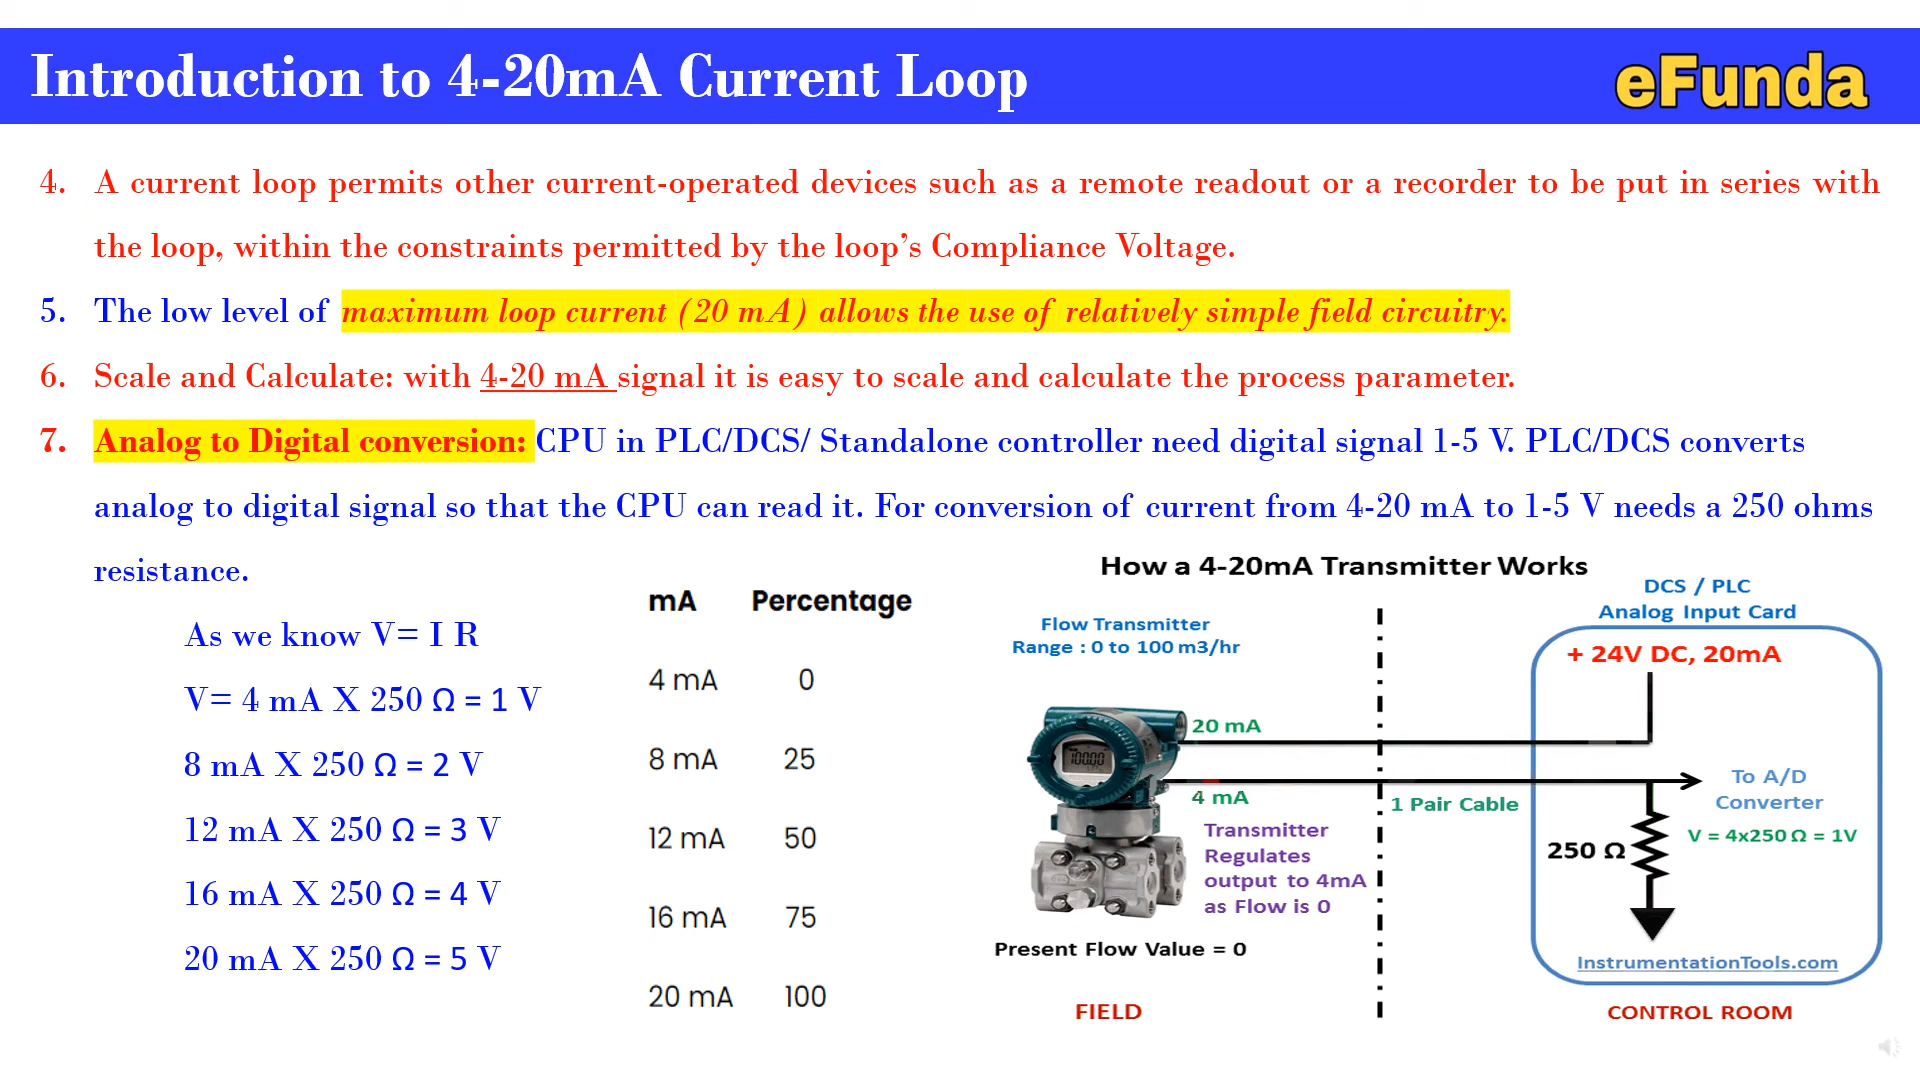 Introduction to 4-20mA Current Loop
eFunda
4. A current loop permits other current-operated devices such as a remote readout or a recorder to be put in series with
the loop, within the constraints permitted by the loop's Compliance Voltage.
5. The low level of maximum loop current (20 mA) allows the use of relatively simple field circuitry.
6. Scale and Calculate: with 4-20 mA signal it is easy to scale and calculate the process parameter.
7. Analog to Digital conversion: CPU in PLC/DCS/ Standalone controller need digital signal 1-5 V. PLC/DCS converts
analog to digital signal so that the CPU can read it. For conversion of current from 4-20 mA to 1-5 V needs a 250 ohms
resistance.
As we know V= I R
V= 4 mA X 250 Ω = 1 V
8 mA X 250 Ω = 2 V
12 mA X 250 Ω = 3 V
16 mA X 250 Ω = 4 V
20 mA X 250 Ω = 5 V
mA Percentage
4 mA 0
8 mA 25
12 mA 50
16 mA 75
20 mA 100
How a 4-20mA Transmitter Works
Flow Transmitter
Range : 0 to 100 m3/hr
DCS / PLC
Analog Input Card
+ 24V DC, 20mA
20 mA
100.00
4 mA
1 Pair Cable
To A/D
Converter
V = 4x250 Ω = 1V
250 Ω
Transmitter
Regulates
output to 4mA
as Flow is 0
Present Flow Value = 0
InstrumentationTools.com
FIELD
CONTROL ROOM